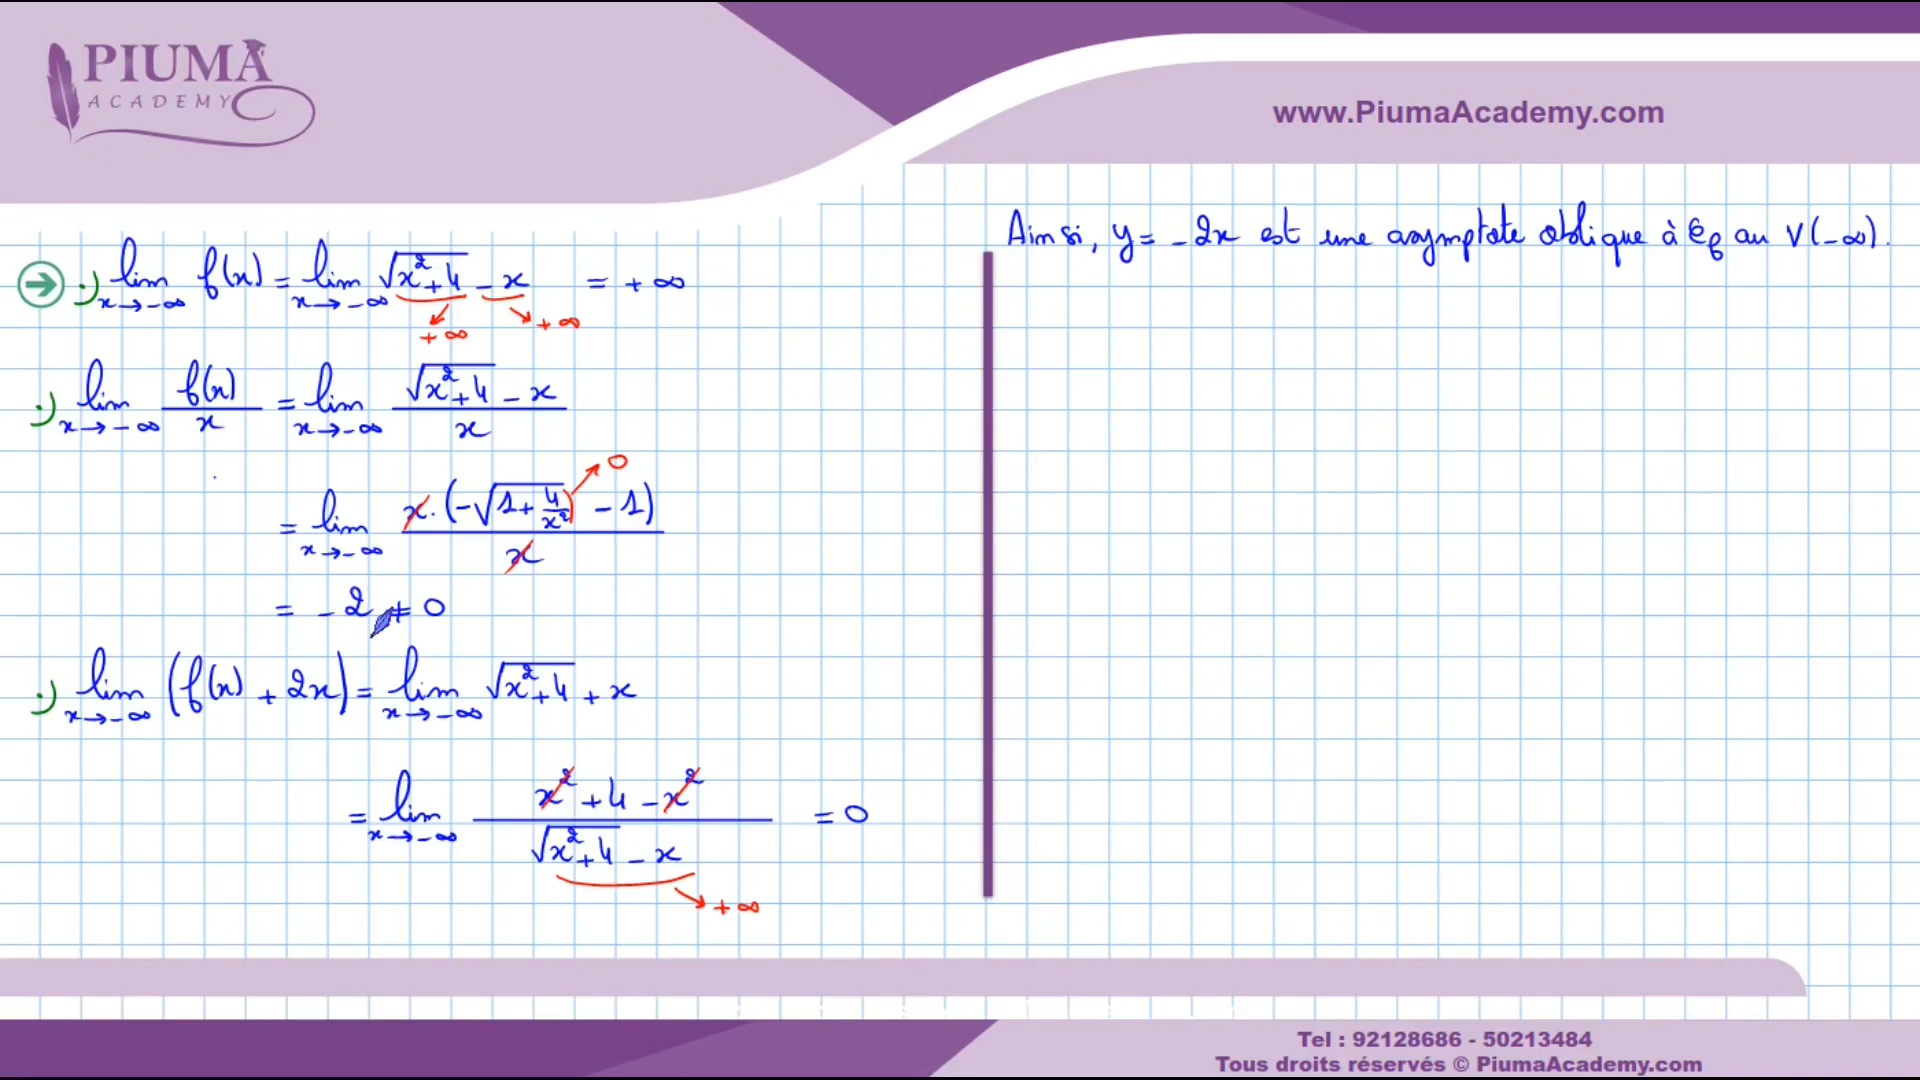 PIUMA
ACADEMY
www.PiumaAcademy.com
·) lim x→-∞ f(x) = lim x→-∞ √(x²+4) - x = +∞
+∞ +∞
·) lim x→-∞ f(x)/x = lim x→-∞ (√(x²+4) - x)/x
= lim x→-∞ x·(-√(1+4/x²) - 1)/x → 0
= -2 ≠ 0
·) lim x→-∞ (f(x) + 2x) = lim x→-∞ √(x²+4) + x
= lim x→-∞ (x²+4-x²)/(√(x²+4) - x) = 0
+∞
Ainsi, y = -2x est une asymptote oblique à 𝒞f au V(-∞).
Tel : 92128686 - 50213484
Tous droits réservés © PiumaAcademy.com